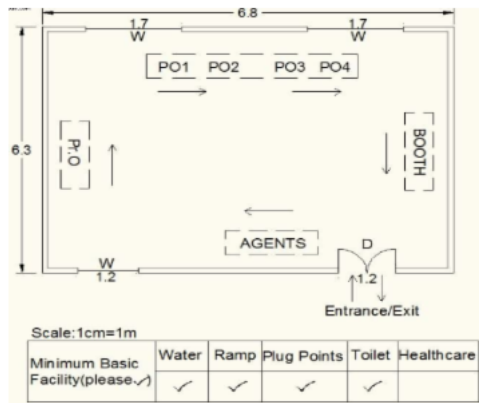 6.8
1.7
W
1.7
W
PO1 PO2 PO3 PO4
6.3
Pr.O
BOOTH
AGENTS
D
W
1.2
1.2
Entrance/Exit
Scale:1cm=1m
Minimum Basic
Facility(please ✓)
Water
Ramp
Plug Points
Toilet
Healthcare
✓ ✓ ✓ ✓